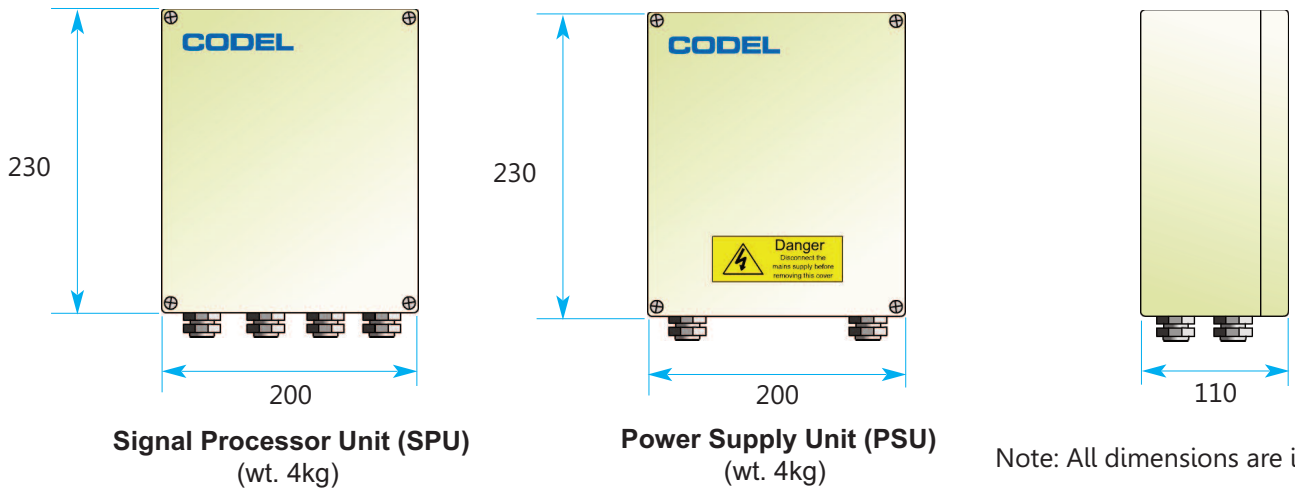 CODEL
230
200
Signal Processor Unit (SPU)
(wt. 4kg)
CODEL
230
Danger
Disconnect the
mains supply before
removing this cover
200
Power Supply Unit (PSU)
(wt. 4kg)
110
Note: All dimensions are i